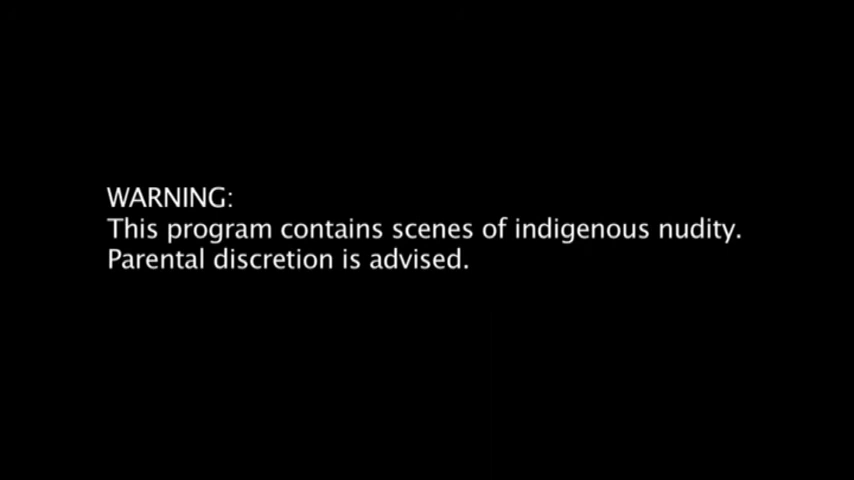 WARNING:
This program contains scenes of indigenous nudity.
Parental discretion is advised.